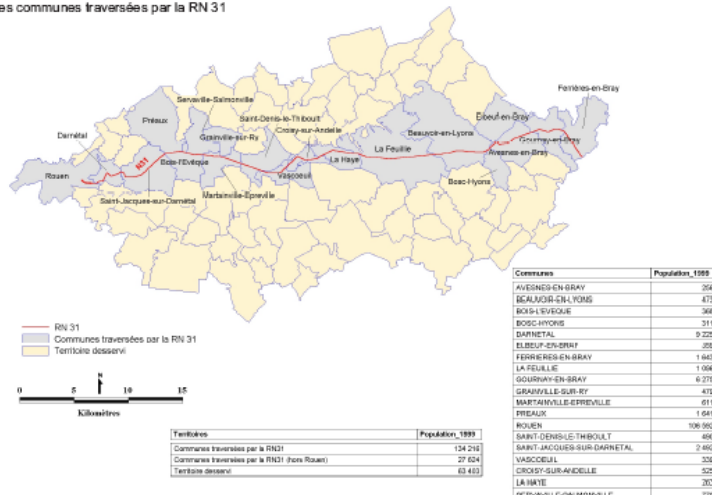 es communes traversées par la RN 31
Ferrières-en-Bray
Servaville-Salmonville
Préaux
Saint-Denis-le-Thiboult
Elbeuf-en-Bray
Croisy-sur-Andelle
Darnétal
Grainville-sur-Ry
Beauvoir-en-Lyons
Gournay-en-Bray
La Feuillie
Avesnes-en-Bray
N31
Bois-l'Evêque
La Haye
Rouen
Vascoeuil
Bosc-Hyons
Saint-Jacques-sur-Darnétal
Martainville-Epreville
RN 31
Communes traversées par la RN 31
Territoire desservi
N
0 5 10 15
Kilomètres
Territoires Population_1999
Communes traversées par la RN31 134 216
Communes traversées par la RN31 (hors Rouen) 27 624
Territoire desservi 63 403
Communes Population_1999
AVESNES-EN-BRAY
BEAUVOIR-EN-LYONS
BOIS-L'EVEQUE
BOSC-HYONS
DARNETAL
ELBEUF-EN-BRAY
FERRIERES-EN-BRAY
LA FEUILLIE
GOURNAY-EN-BRAY
GRAINVILLE-SUR-RY
MARTAINVILLE-EPREVILLE
PREAUX
ROUEN
SAINT-DENIS-LE-THIBOULT
SAINT-JACQUES-SUR-DARNETAL
VASCOEUIL
CROISY-SUR-ANDELLE
LA HAYE